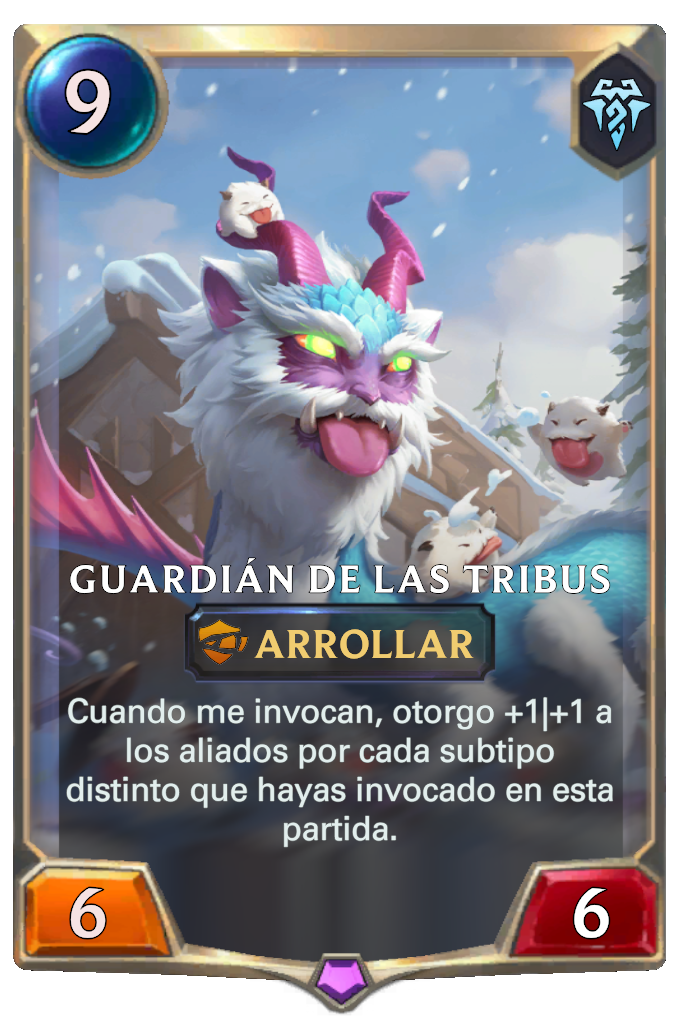 9
GUARDIÁN DE LAS TRIBUS
ARROLLAR
Cuando me invocan, otorgo +1|+1 a
los aliados por cada subtipo
distinto que hayas invocado en esta
partida.
6
6